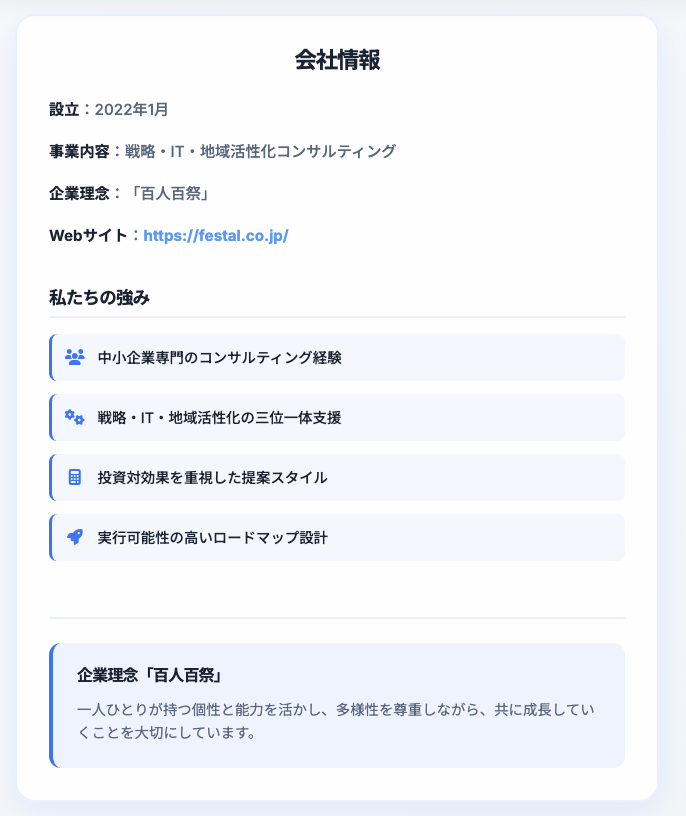 会社情報
設立：2022年1月
事業内容：戦略・IT・地域活性化コンサルティング
企業理念：「百人百祭」
Webサイト：https://festal.co.jp/
私たちの強み
中小企業専門のコンサルティング経験
戦略・IT・地域活性化の三位一体支援
投資対効果を重視した提案スタイル
実行可能性の高いロードマップ設計
企業理念「百人百祭」
一人ひとりが持つ個性と能力を活かし、多様性を尊重しながら、共に成長してい
くことを大切にしています。